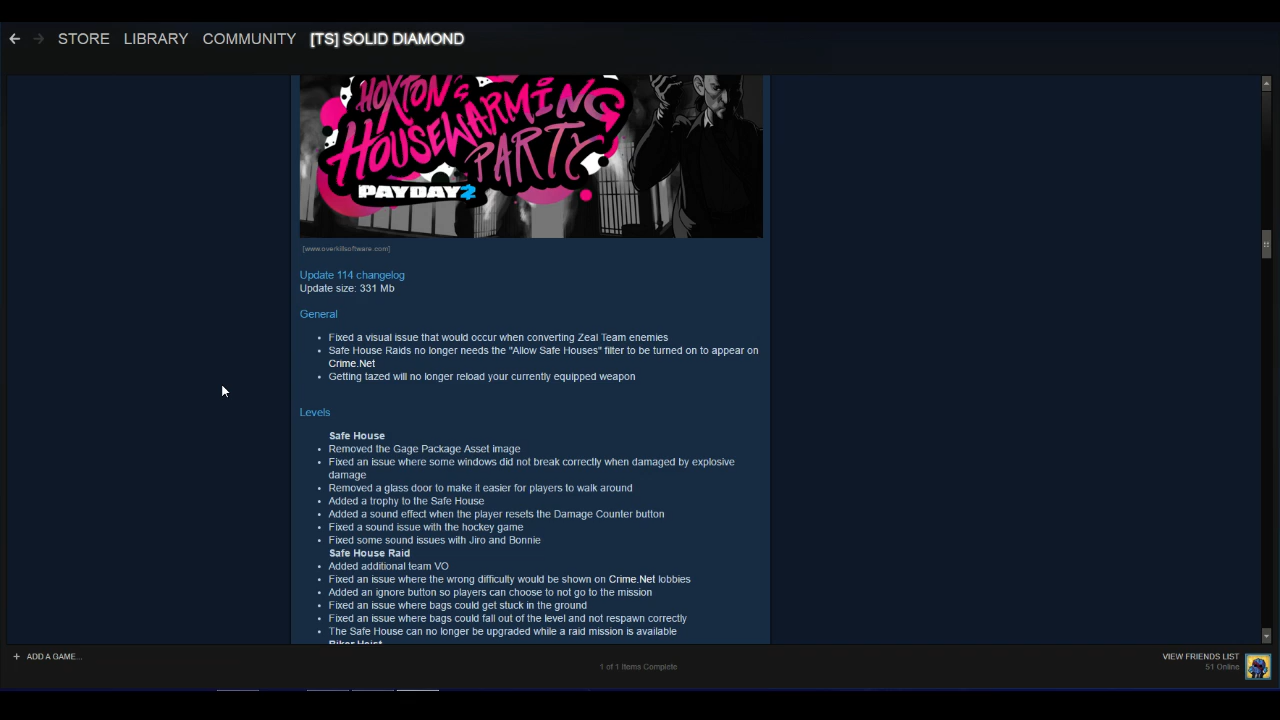 STORE LIBRARY COMMUNITY [TS] SOLID DIAMOND
HOXTON'S
HOUSEWARMING
PARTY
PAYDAY 2
[www.overkillsoftware.com]
Update 114 changelog
Update size: 331 Mb
General
• Fixed a visual issue that would occur when converting Zeal Team enemies
• Safe House Raids no longer needs the "Allow Safe Houses" filter to be turned on to appear on
Crime.Net
• Getting tazed will no longer reload your currently equipped weapon
Levels
Safe House
• Removed the Gage Package Asset image
• Fixed an issue where some windows did not break correctly when damaged by explosive
damage
• Removed a glass door to make it easier for players to walk around
• Added a trophy to the Safe House
• Added a sound effect when the player resets the Damage Counter button
• Fixed a sound issue with the hockey game
• Fixed some sound issues with Jiro and Bonnie
Safe House Raid
• Added additional team VO
• Fixed an issue where the wrong difficulty would be shown on Crime.Net lobbies
• Added an ignore button so players can choose to not go to the mission
• Fixed an issue where bags could get stuck in the ground
• Fixed an issue where bags could fall out of the level and not respawn correctly
• The Safe House can no longer be upgraded while a raid mission is available
Biker Heist
+ ADD A GAME...
1 of 1 Items Complete
VIEW FRIENDS LIST
51 Online